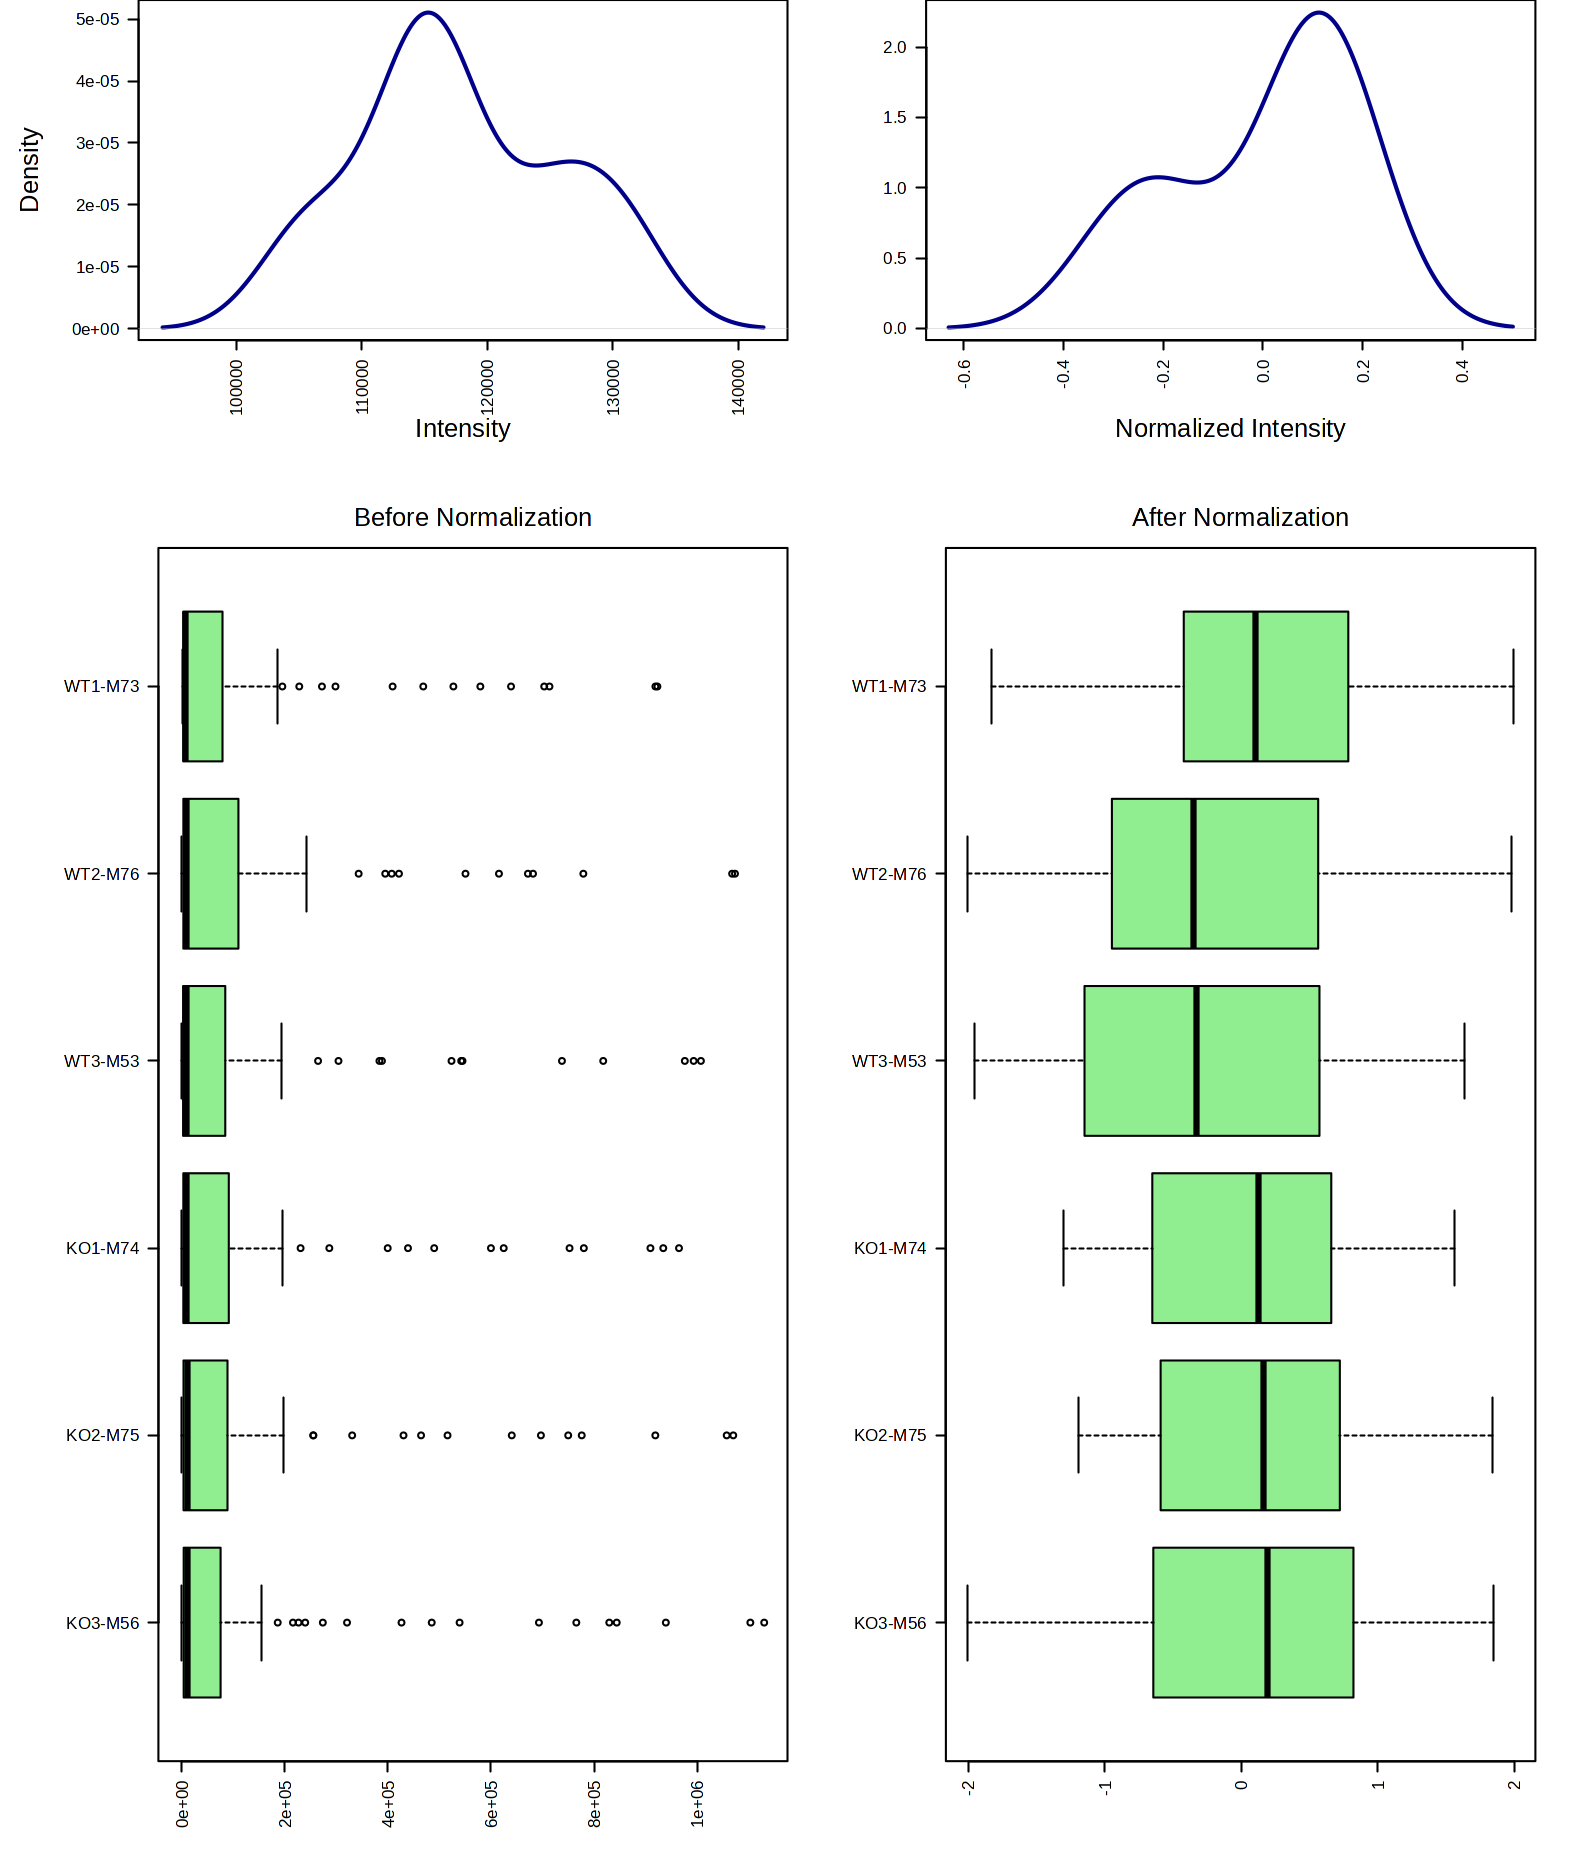 Density
5e-05
4e-05
3e-05
2e-05
1e-05
0e+00
100000
110000
120000
130000
140000
Intensity
2.0
1.5
1.0
0.5
0.0
-0.6
-0.4
-0.2
0.0
0.2
0.4
Normalized Intensity
Before Normalization
WT1-M73
WT2-M76
WT3-M53
KO1-M74
KO2-M75
KO3-M56
0e+00
2e+05
4e+05
6e+05
8e+05
1e+06
After Normalization
WT1-M73
WT2-M76
WT3-M53
KO1-M74
KO2-M75
KO3-M56
-2
-1
0
1
2